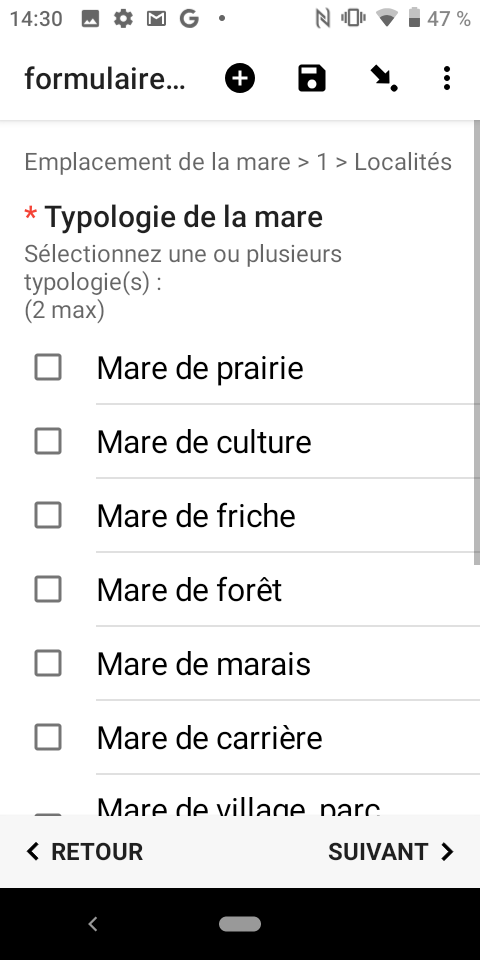 14:30
47 %
formulaire...
Emplacement de la mare > 1 > Localités
* Typologie de la mare
Sélectionnez une ou plusieurs
typologie(s) :
(2 max)
Mare de prairie
Mare de culture
Mare de friche
Mare de forêt
Mare de marais
Mare de carrière
Mare de village, parc
RETOUR
SUIVANT